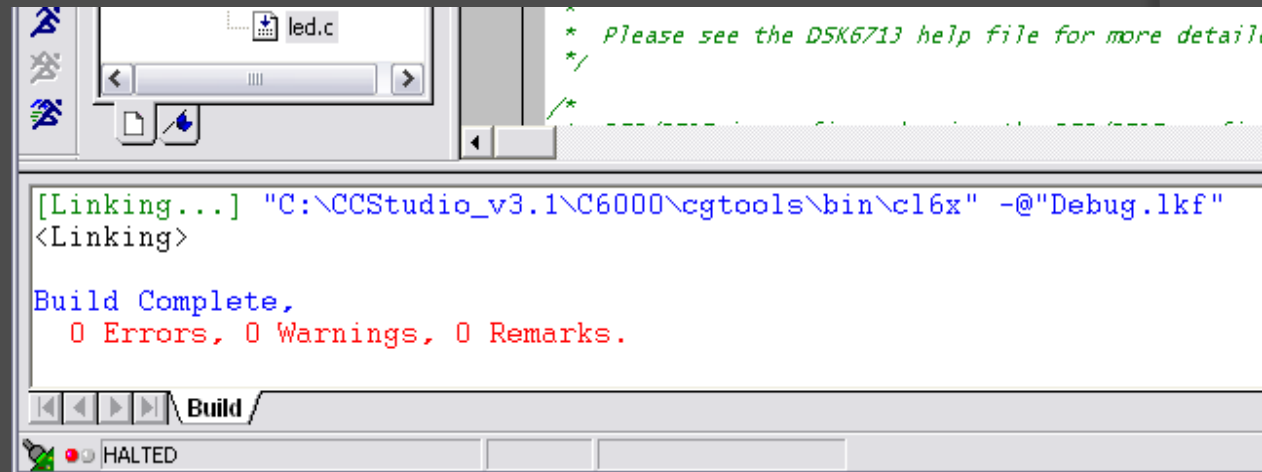 led.c
*
* Please see the DSK6713 help file for more
*/
/*
[Linking...] "C:\CCStudio_v3.1\C6000\cgtools\bin\cl6x" -@"Debug.lkf"
<Linking>
Build Complete,
0 Errors, 0 Warnings, 0 Remarks.
Build
HALTED